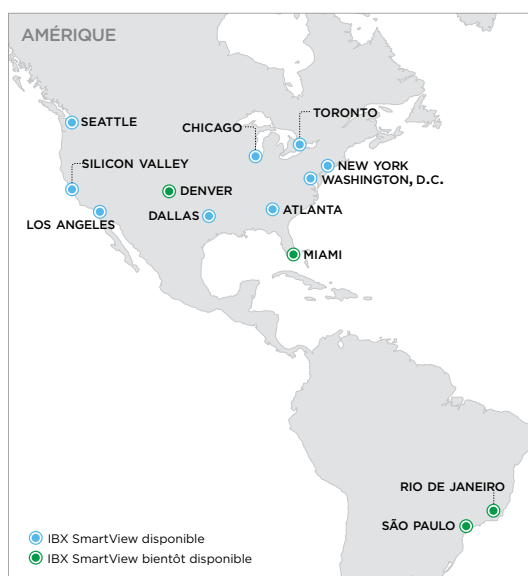 AMÉRIQUE
SEATTLE
CHICAGO
TORONTO
SILICON VALLEY
NEW YORK
WASHINGTON, D.C.
DENVER
LOS ANGELES
DALLAS
ATLANTA
MIAMI
RIO DE JANEIRO
SÃO PAULO
IBX SmartView disponible
IBX SmartView bientôt disponible